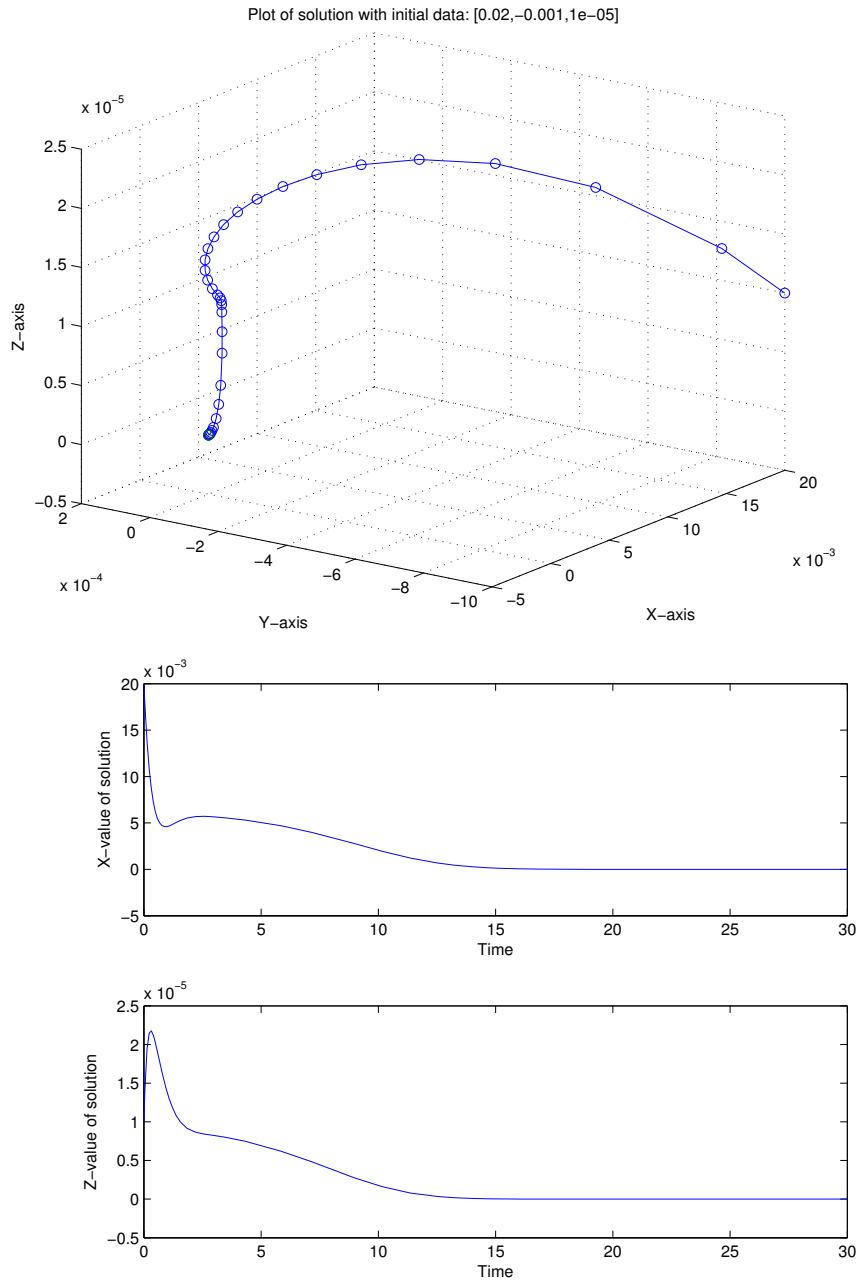 Plot of solution with initial data: [0.02,−0.001,1e−05]
x 10−5
2.5
2
1.5
1
0.5
0
−0.5
Z−axis
2
0
−2
−4
−6
−8
−10
x 10−4
Y−axis
−5
0
5
10
15
20
x 10−3
X−axis
x 10−3
20
15
10
5
0
−5
X−value of solution
0 5 10 15 20 25 30
Time
x 10−5
2.5
2
1.5
1
0.5
0
−0.5
Z−value of solution
0 5 10 15 20 25 30
Time